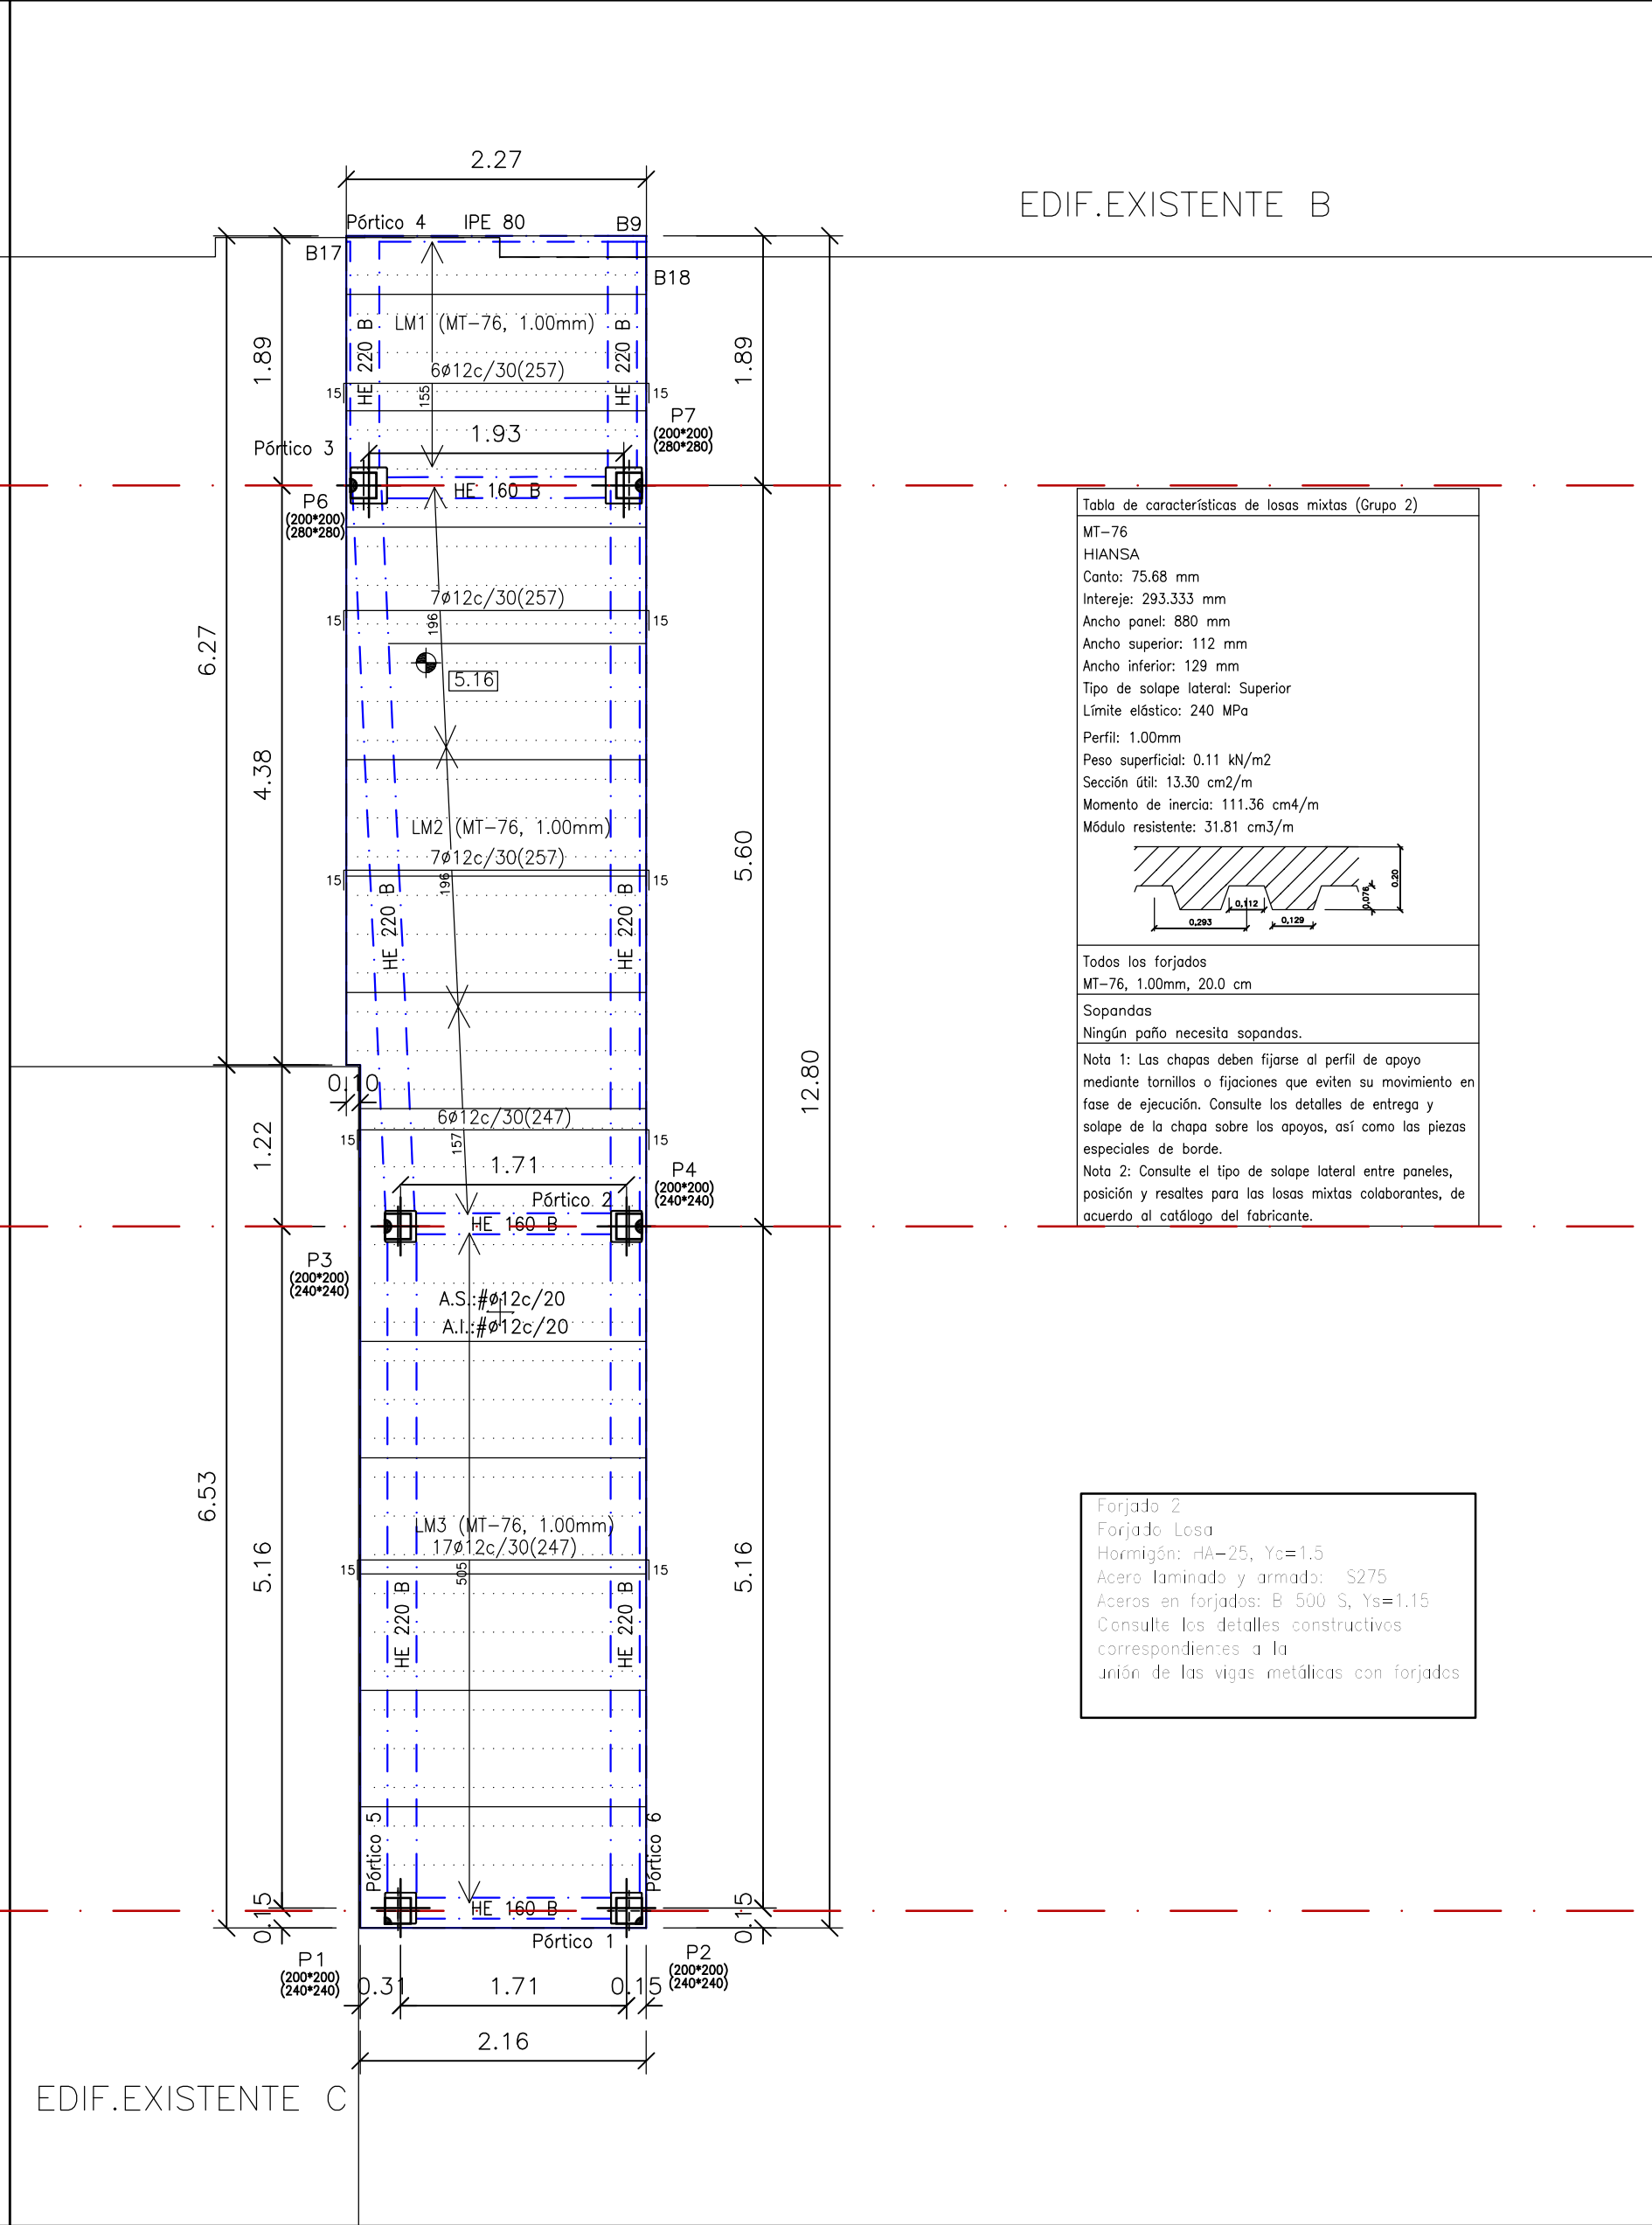 2.27
EDIF.EXISTENTE B
Pórtico 4
IPE 80
B9
B17
B18
LM1 (MT-76, 1.00mm)
HE 220 B
HE 220 B
1.89
1.89
6ø12c/30(257)
15
155
15
P7
(200*200)
(280*280)
1.93
Pórtico 3
HE 160 B
P6
(200*200)
(280*280)
7ø12c/30(257)
15
196
15
6.27
5.16
4.38
LM2 (MT-76, 1.00mm)
7ø12c/30(257)
15
196
15
5.60
HE 220 B
HE 220 B
12.80
0.10
6ø12c/30(247)
15
157
15
1.22
1.71
P4
(200*200)
(240*240)
Pórtico 2
HE 160 B
P3
(200*200)
(240*240)
A.S.:#ø12c/20
A.I.:#ø12c/20
6.53
LM3 (MT-76, 1.00mm)
17ø12c/30(247)
15
505
15
5.16
5.16
HE 220 B
HE 220 B
Pórtico 5
Pórtico 6
0.15
HE 160 B
0.15
Pórtico 1
P1
(200*200)
(240*240)
P2
(200*200)
(240*240)
0.31
1.71
0.15
2.16
EDIF.EXISTENTE C
Tabla de características de losas mixtas (Grupo 2)
MT-76
HIANSA
Canto: 75.68 mm
Intereje: 293.333 mm
Ancho panel: 880 mm
Ancho superior: 112 mm
Ancho inferior: 129 mm
Tipo de solape lateral: Superior
Límite elástico: 240 MPa
Perfil: 1.00mm
Peso superficial: 0.11 kN/m2
Sección útil: 13.30 cm2/m
Momento de inercia: 111.36 cm4/m
Módulo resistente: 31.81 cm3/m
0.20
0,076
0,112
0,293
0,129
Todos los forjados
MT-76, 1.00mm, 20.0 cm
Sopandas
Ningún paño necesita sopandas.
Nota 1: Las chapas deben fijarse al perfil de apoyo
mediante tornillos o fijaciones que eviten su movimiento en
fase de ejecución. Consulte los detalles de entrega y
solape de la chapa sobre los apoyos, así como las piezas
especiales de borde.
Nota 2: Consulte el tipo de solape lateral entre paneles,
posición y resaltes para las losas mixtas colaborantes, de
acuerdo al catálogo del fabricante.
Forjado 2
Forjado Losa
Hormigón: HA-25, Yc=1.5
Acero laminado y armado: S275
Aceros en forjados: B 500 S, Ys=1.15
Consulte los detalles constructivos
correspondientes a la
unión de las vigas metálicas con forjados